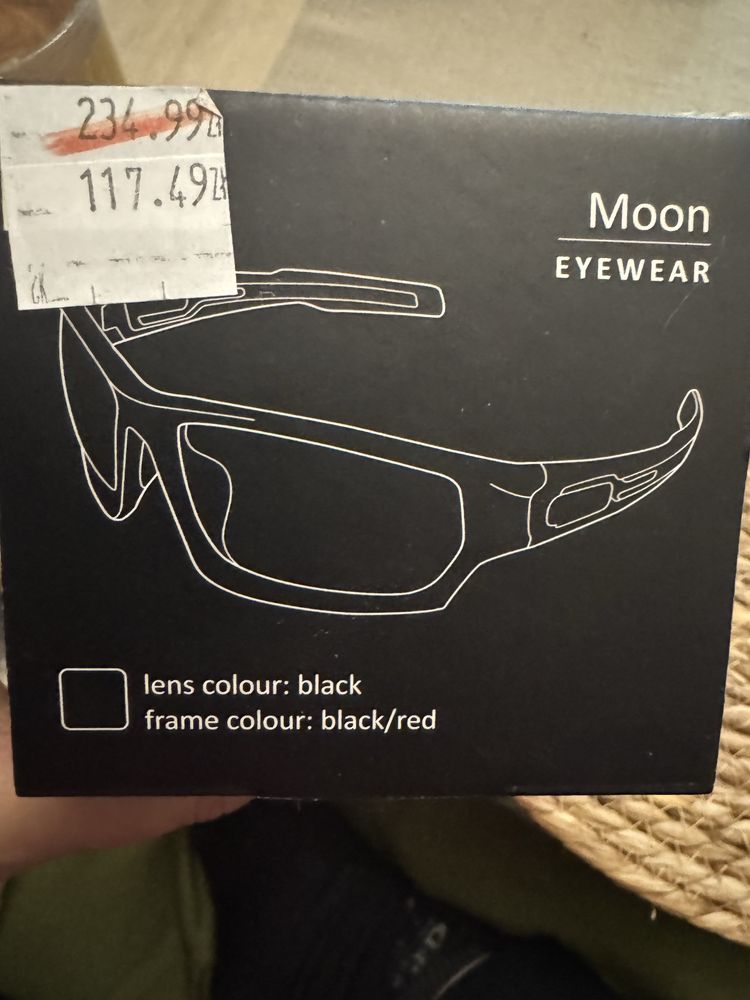 234.99zł
117.49zł
Moon
EYEWEAR
lens colour: black
frame colour: black/red